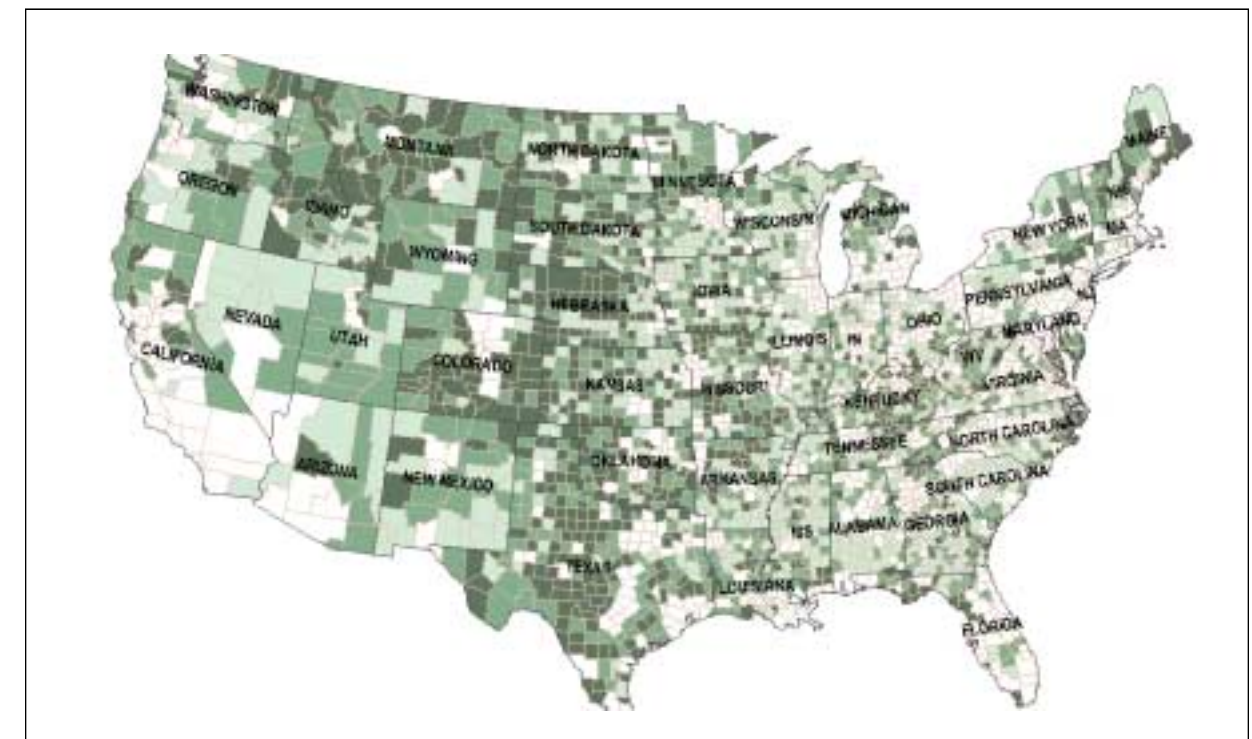 WASHINGTON
MONTANA
NORTH DAKOTA
MINNESOTA
MAINE
OREGON
IDAHO
SOUTH DAKOTA
WISCONSIN
MICHIGAN
NEW YORK
MA
WYOMING
NEBRASKA
IOWA
PENNSYLVANIA
NEVADA
UTAH
COLORADO
ILLINOIS
IN
OHIO
NJ
MARYLAND
CALIFORNIA
KANSAS
MISSOURI
WV
VIRGINIA
KENTUCKY
ARIZONA
NEW MEXICO
OKLAHOMA
ARKANSAS
TENNESSEE
NORTH CAROLINA
SOUTH CAROLINA
TEXAS
MS
ALABAMA
GEORGIA
LOUISIANA
FLORIDA